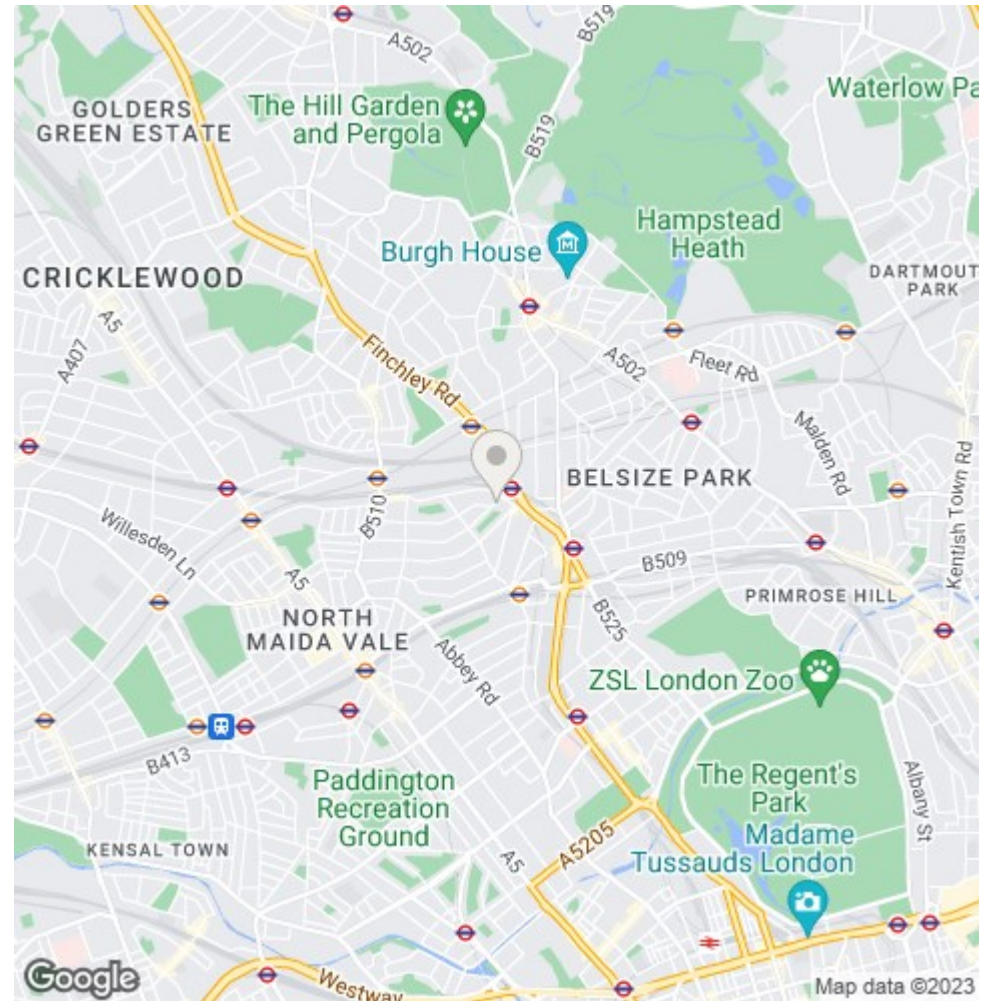 B519
A502
Waterlow Pa
GOLDERS
GREEN ESTATE
The Hill Garden
and Pergola
B519
Hampstead
Heath
Burgh House
M
DARTMOUT
PARK
CRICKLEWOOD
A5
A407
Finchley Rd
A502
Fleet Rd
Malden Rd
BELSIZE PARK
B510
Kentish Town Rd
Willesden Ln
A5
B509
PRIMROSE HILL
B525
NORTH
MAIDA VALE
Abbey Rd
ZSL London Zoo
B413
The Regent's
Park
Albany St
Paddington
Recreation
Ground
Madame
Tussauds London
KENSAL TOWN
A5
A5205
Google
Westway
Map data ©2023